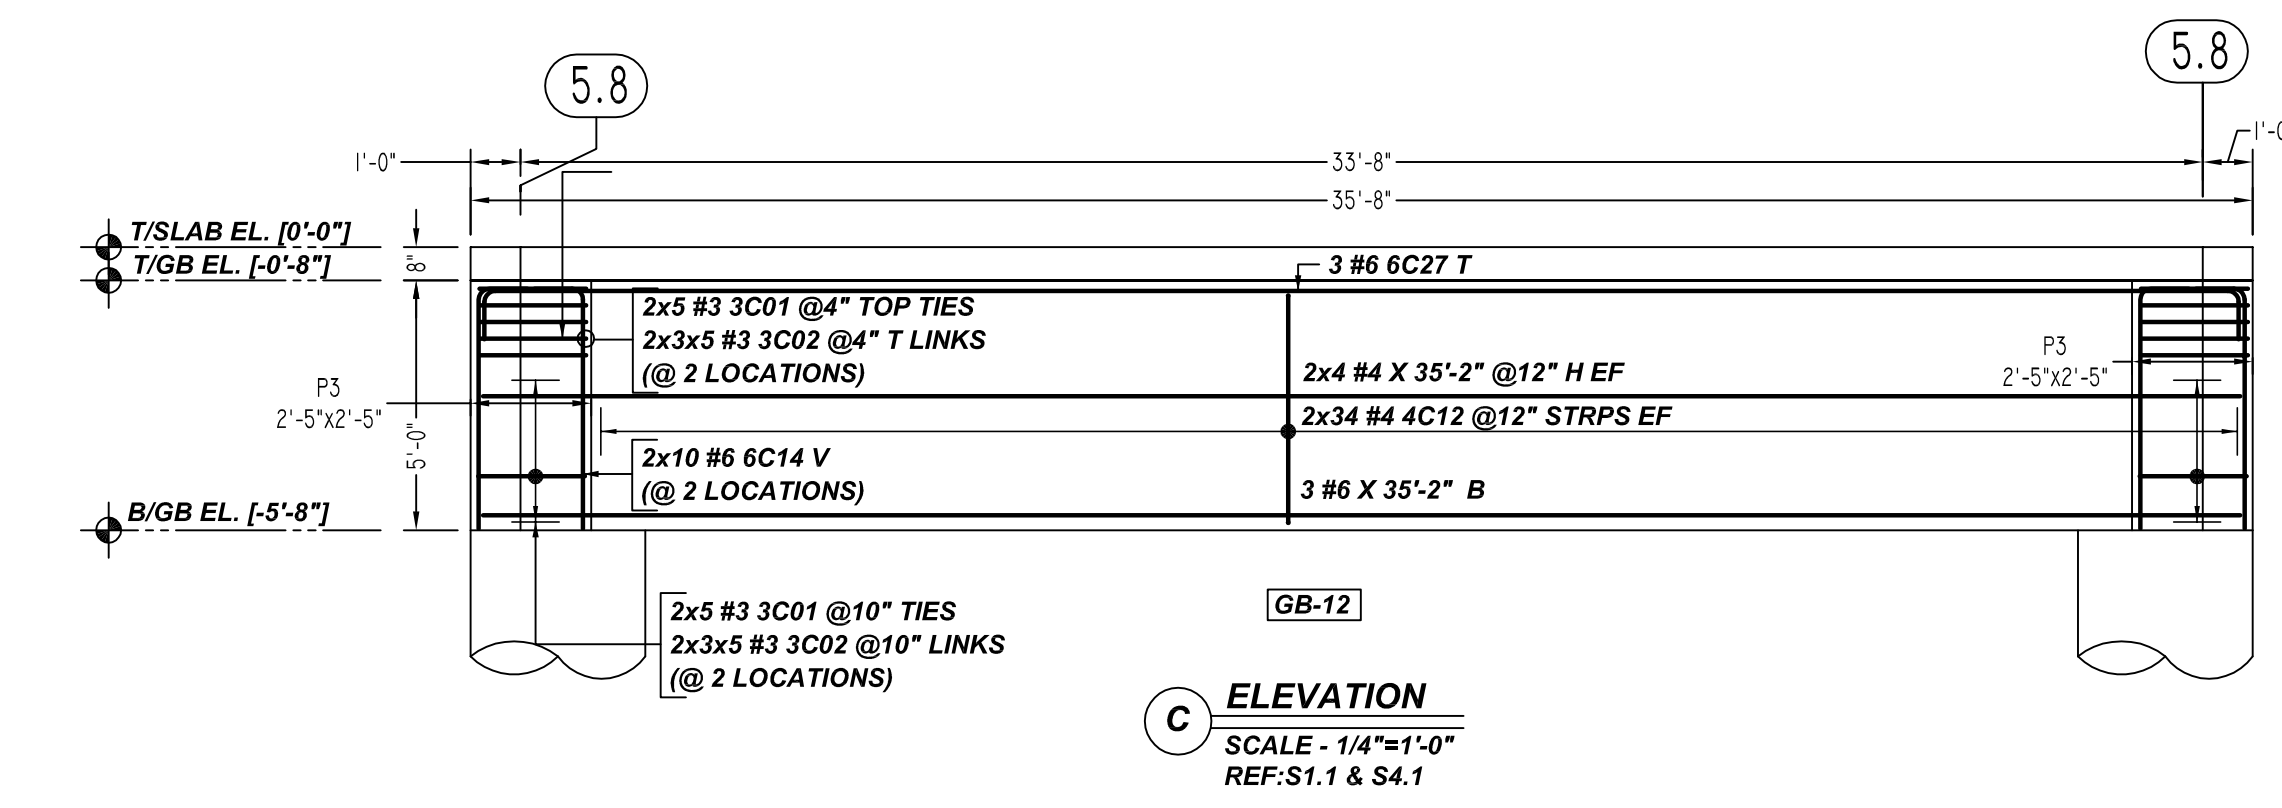 5.8
5.8
1'-0"
33'-8"
35'-8"
T/SLAB EL. [0'-0"]
T/GB EL. [-0'-8"]
8"
3 #6 6C27 T
2x5 #3 3C01 @4" TOP TIES
2x3x5 #3 3C02 @4" T LINKS
(@ 2 LOCATIONS)
P3
2'-5"x2'-5"
5'-0"
2x4 #4 X 35'-2" @12" H EF
2x34 #4 4C12 @12" STRPS EF
P3
2'-5"x2'-5"
2x10 #6 6C14 V
(@ 2 LOCATIONS)
3 #6 X 35'-2" B
B/GB EL. [-5'-8"]
2x5 #3 3C01 @10" TIES
2x3x5 #3 3C02 @10" LINKS
(@ 2 LOCATIONS)
GB-12
C
ELEVATION
SCALE - 1/4"=1'-0"
REF:S1.1 & S4.1